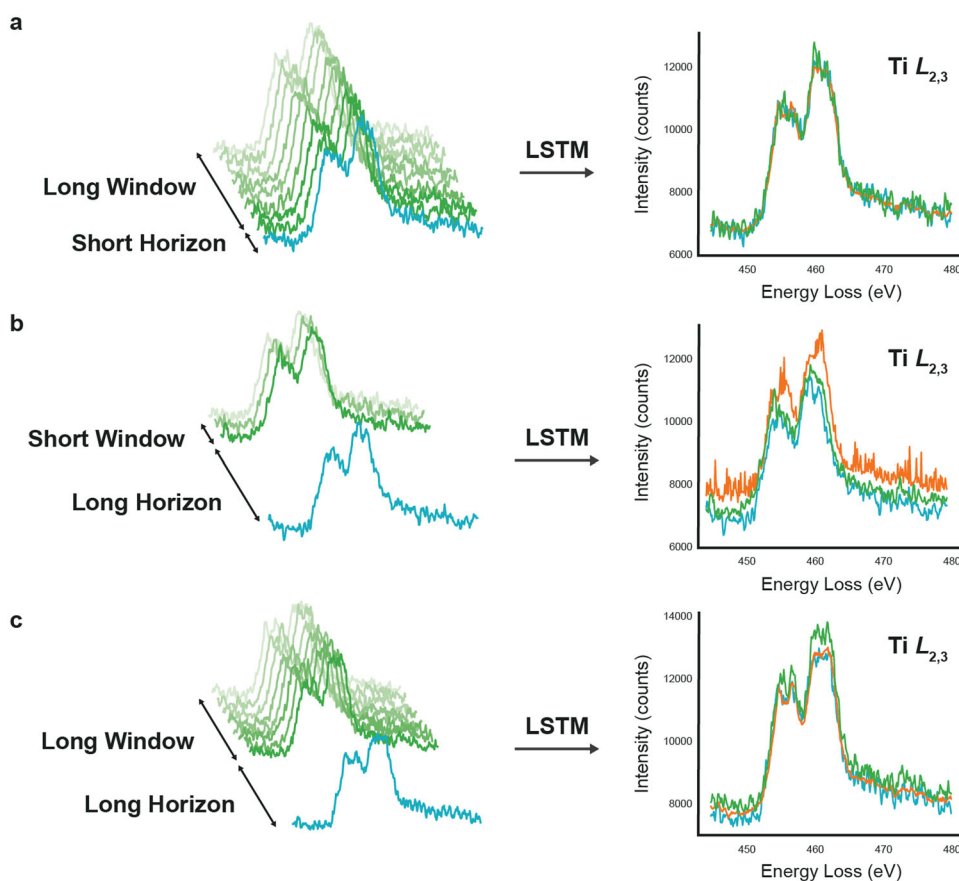 a
Long Window
Short Horizon
LSTM
Intensity (counts)
12000
10000
8000
6000
Ti L2,3
450
460
470
480
Energy Loss (eV)
b
Short Window
Long Horizon
LSTM
Intensity (counts)
12000
10000
8000
6000
Ti L2,3
450
460
470
480
Energy Loss (eV)
c
Long Window
Long Horizon
LSTM
Intensity (counts)
14000
12000
10000
8000
Ti L2,3
450
460
470
480
Energy Loss (eV)